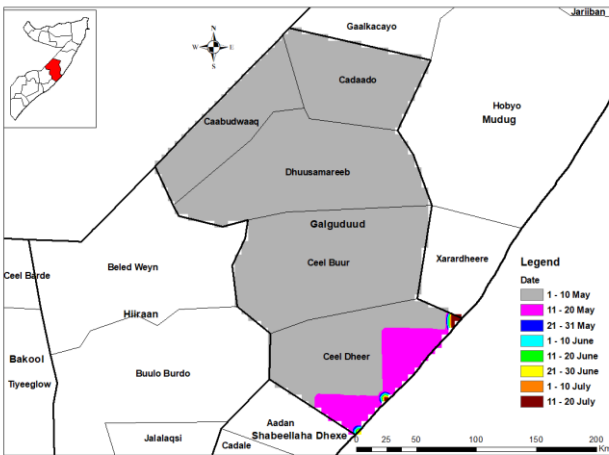 Jariiban
Gaalkacayo
N
W E
S
Cadaado
Hobyo
Mudug
Caabudwaaq
Dhuusamareeb
Galguduud
Xarardheere
Ceel Buur
Beled Weyn
Ceel Barde
Hiiraan
Legend
Date
1 - 10 May
11 - 20 May
21 - 31 May
1 - 10 June
11 - 20 June
21 - 30 June
1 - 10 July
11 - 20 July
Ceel Dheer
Bakool
Tiyeeglow
Buulo Burdo
Aadan
Shabeellaha Dhexe
Jalalaqsi
Cadale
0 25 50 100 150 200
Km